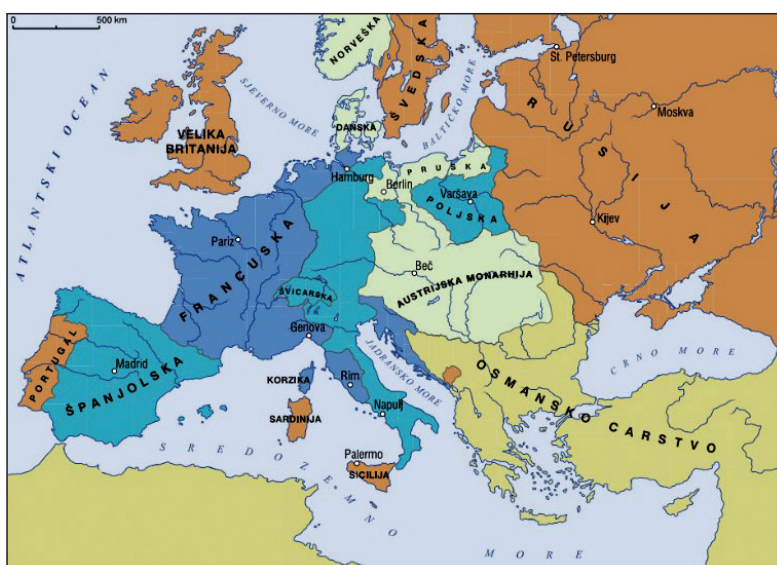 0
500 km
NORVEŠKA
ŠVEDSKA
St. Petersburg
ATLANTSKI OCEAN
SJEVERNO MORE
BALTIČKO MORE
RUSIJA
Moskva
VELIKA
BRITANIJA
DANSKA
Hamburg
PRUSKA
Berlin
Varšava
POLJSKA
Kijev
Pariz
FRANCUSKA
Beč
AUSTRIJSKA MONARHIJA
ŠVICARSKA
Genova
JADRANSKO MORE
CRNO MORE
PORTUGAL
Madrid
ŠPANJOLSKA
KORZIKA
Rim
OSMANSKO CARSTVO
SARDINIJA
Napulj
Palermo
SICILIJA
SREDOZEMNO MORE